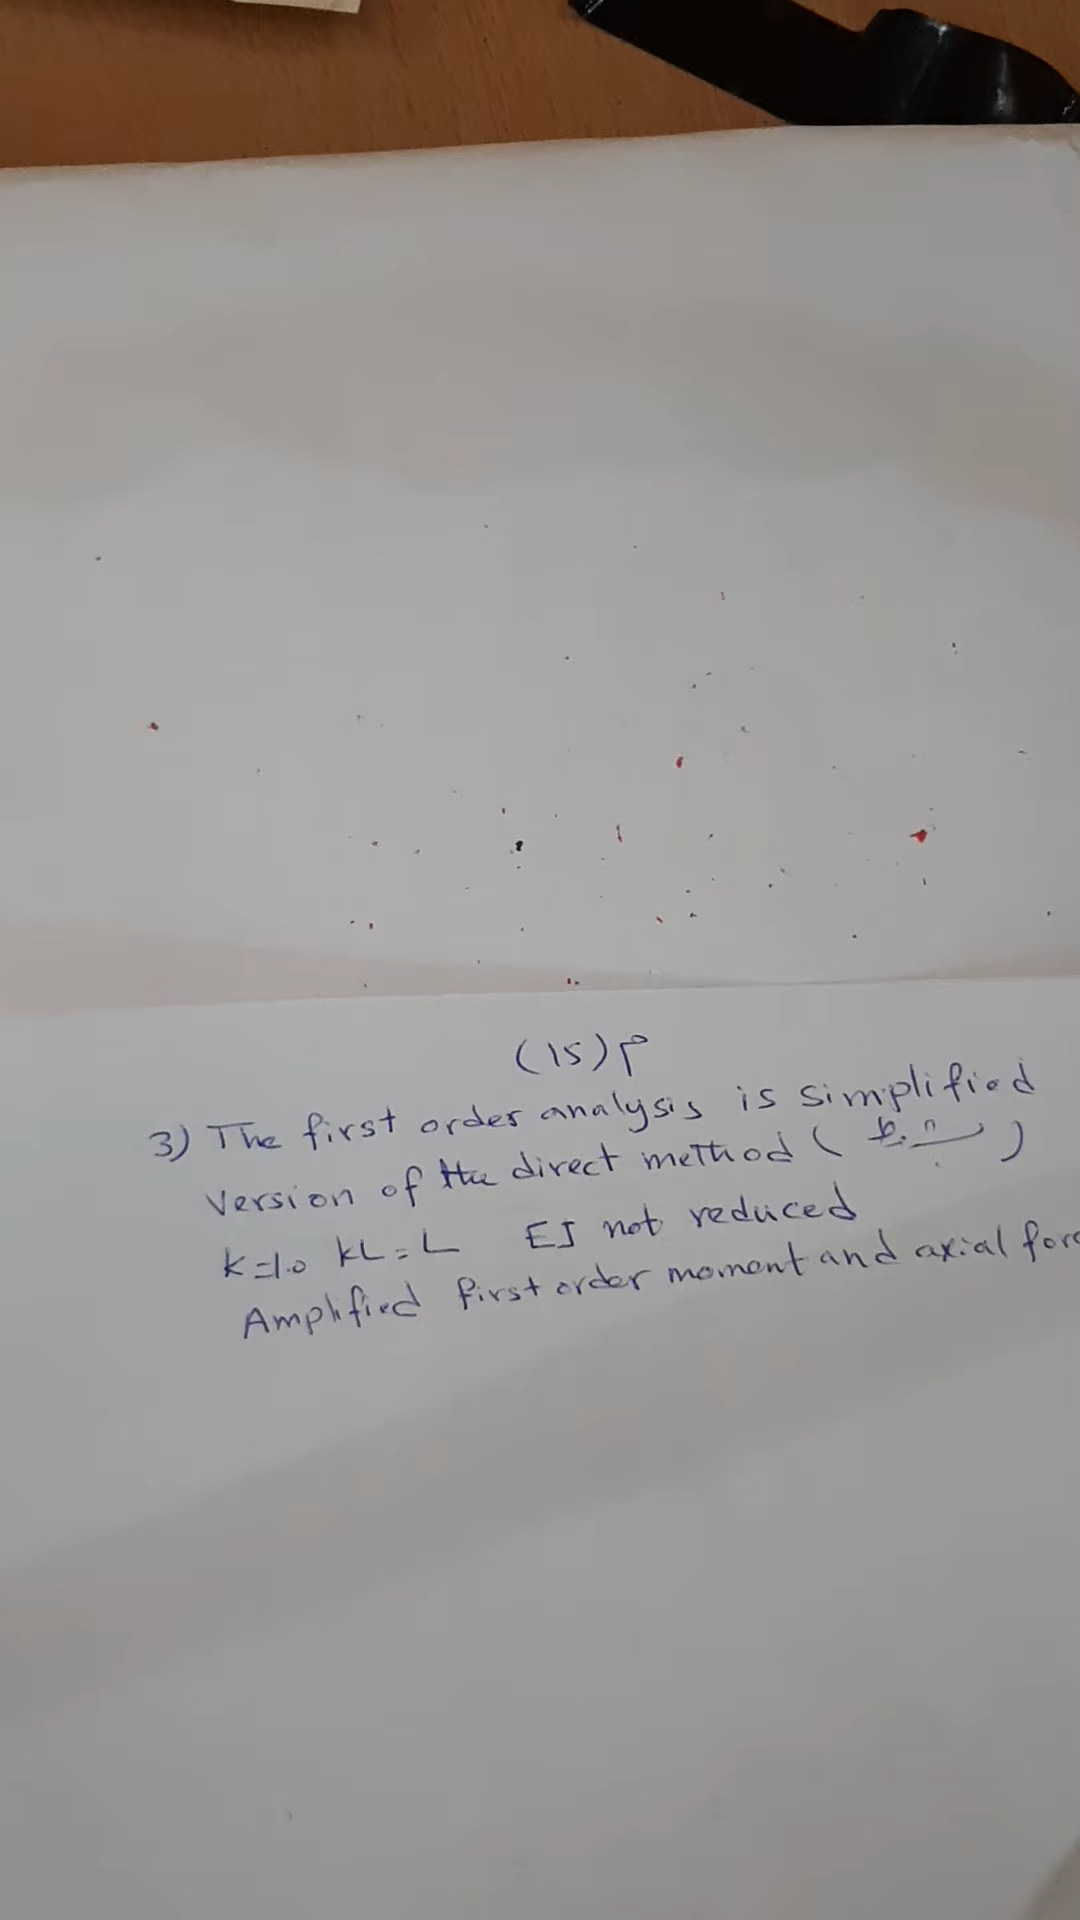 (15) م
3) The first order analysis is simplified
version of the direct method ( )
K=1.0 KL=L EI not reduced
Amplified first order moment and axial forc